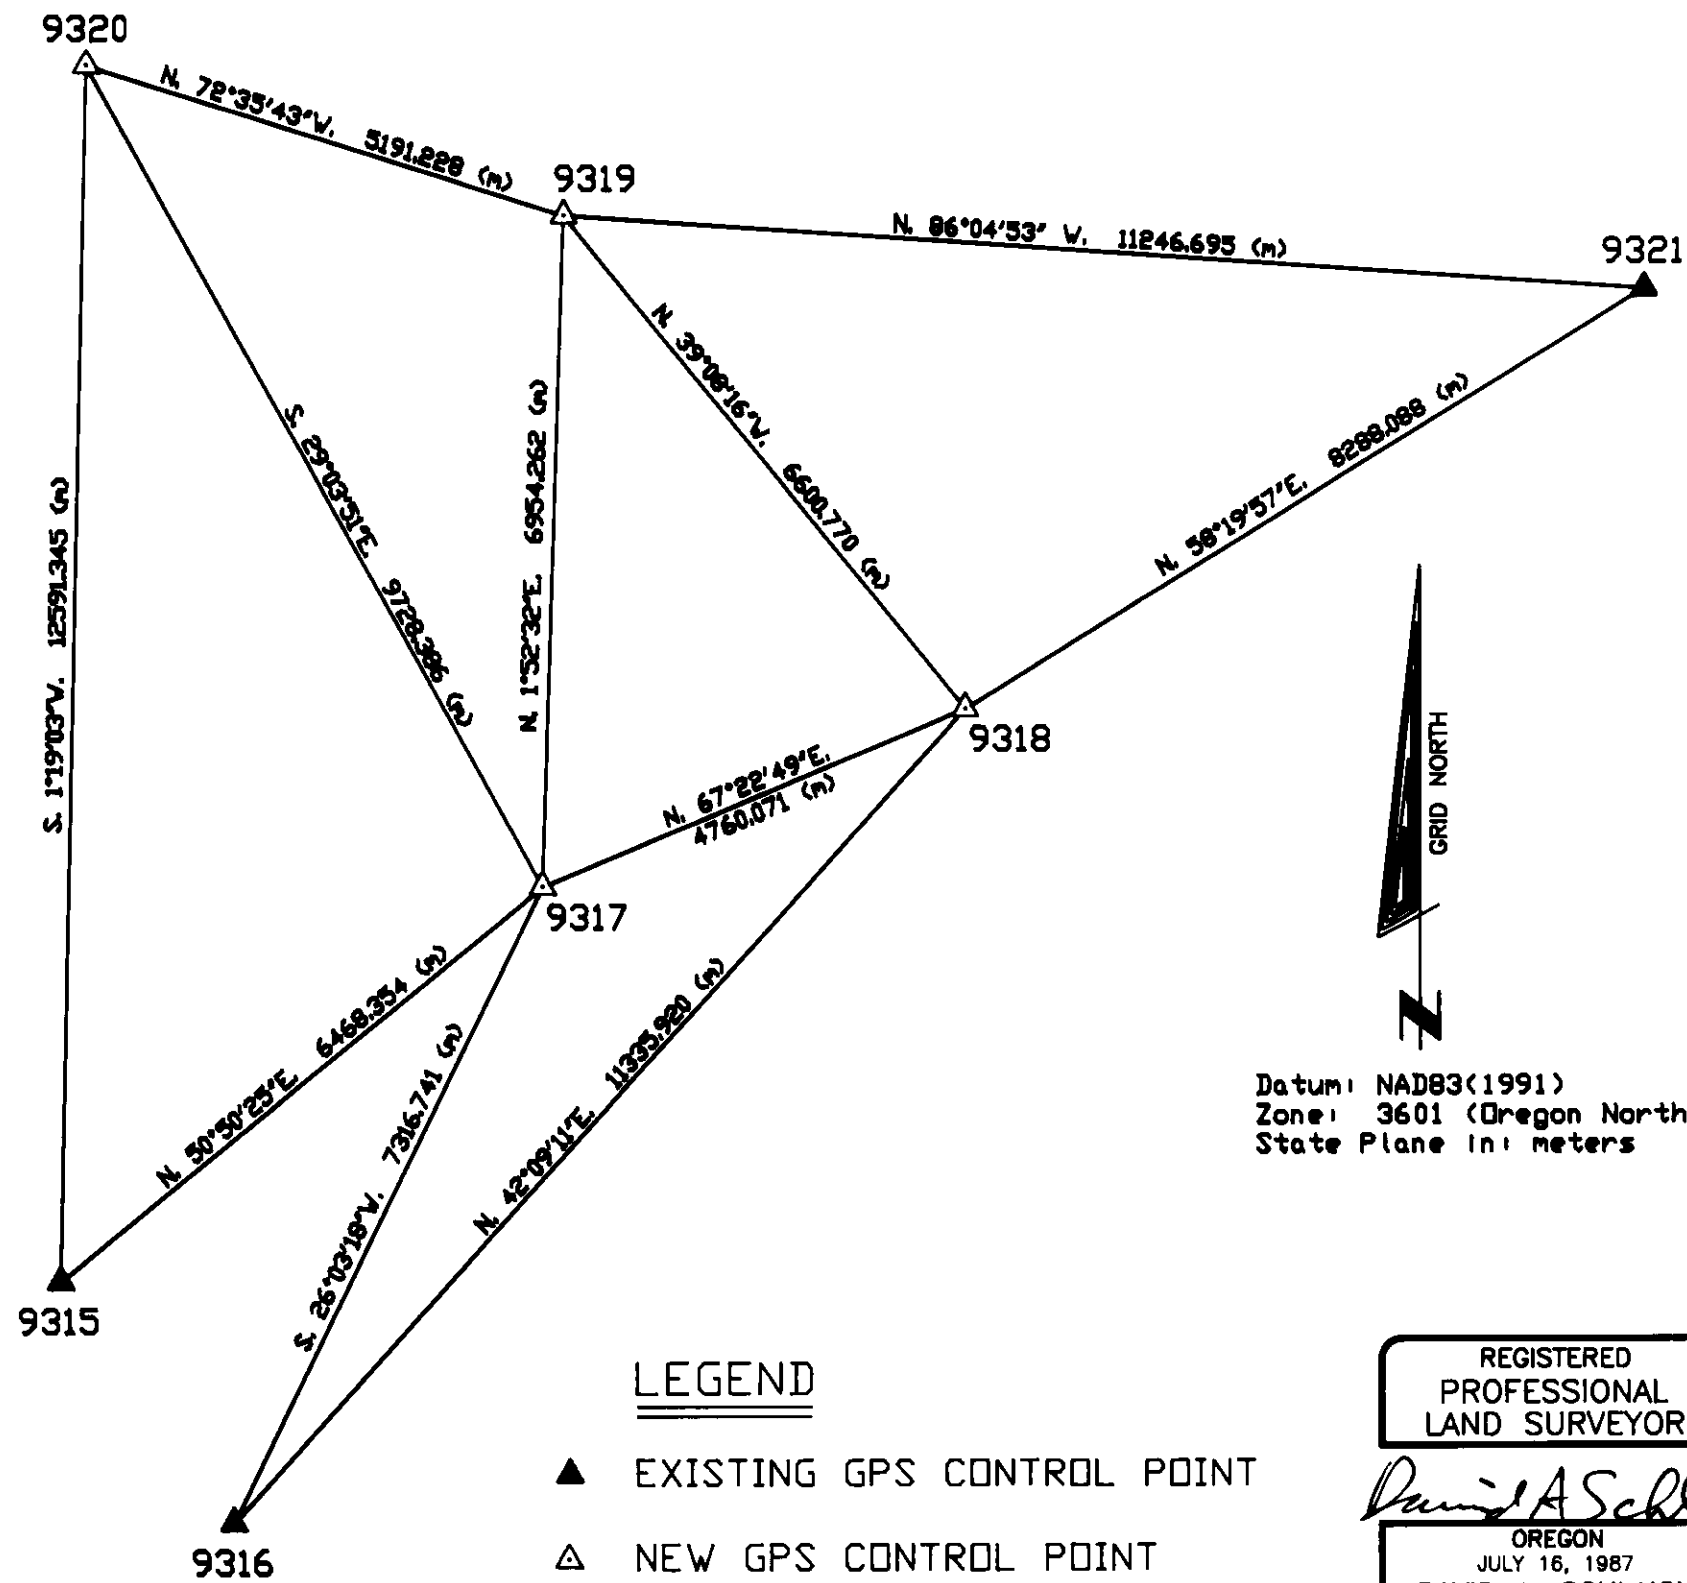 9320
N. 72°35'43"W. 5191.228 (m)
9319
N. 86°04'53" W. 11246.695 (m)
9321
N. 39°08'16"W. 6600.770 (m)
S. 29°03'51"E. 9728.386 (m)
N. 1°52'32"E. 6954.262 (m)
N. 58°19'57"E. 8288.088 (m)
S. 1°19'03"W. 12591.345 (m)
9318
N. 67°22'49"E.
4760.071 (m)
GRID NORTH
9317
N. 50°50'25"E. 6468.354 (m)
S. 26°03'18"W. 7316.741 (m)
N. 42°09'11"E. 11335.920 (m)
N
Datum: NAD83(1991)
Zone: 3601 (Oregon North
State Plane in: meters
9315
9316
LEGEND
EXISTING GPS CONTROL POINT
NEW GPS CONTROL POINT
REGISTERED
PROFESSIONAL
LAND SURVEYOR
David A Sch
OREGON
JULY 16, 1987